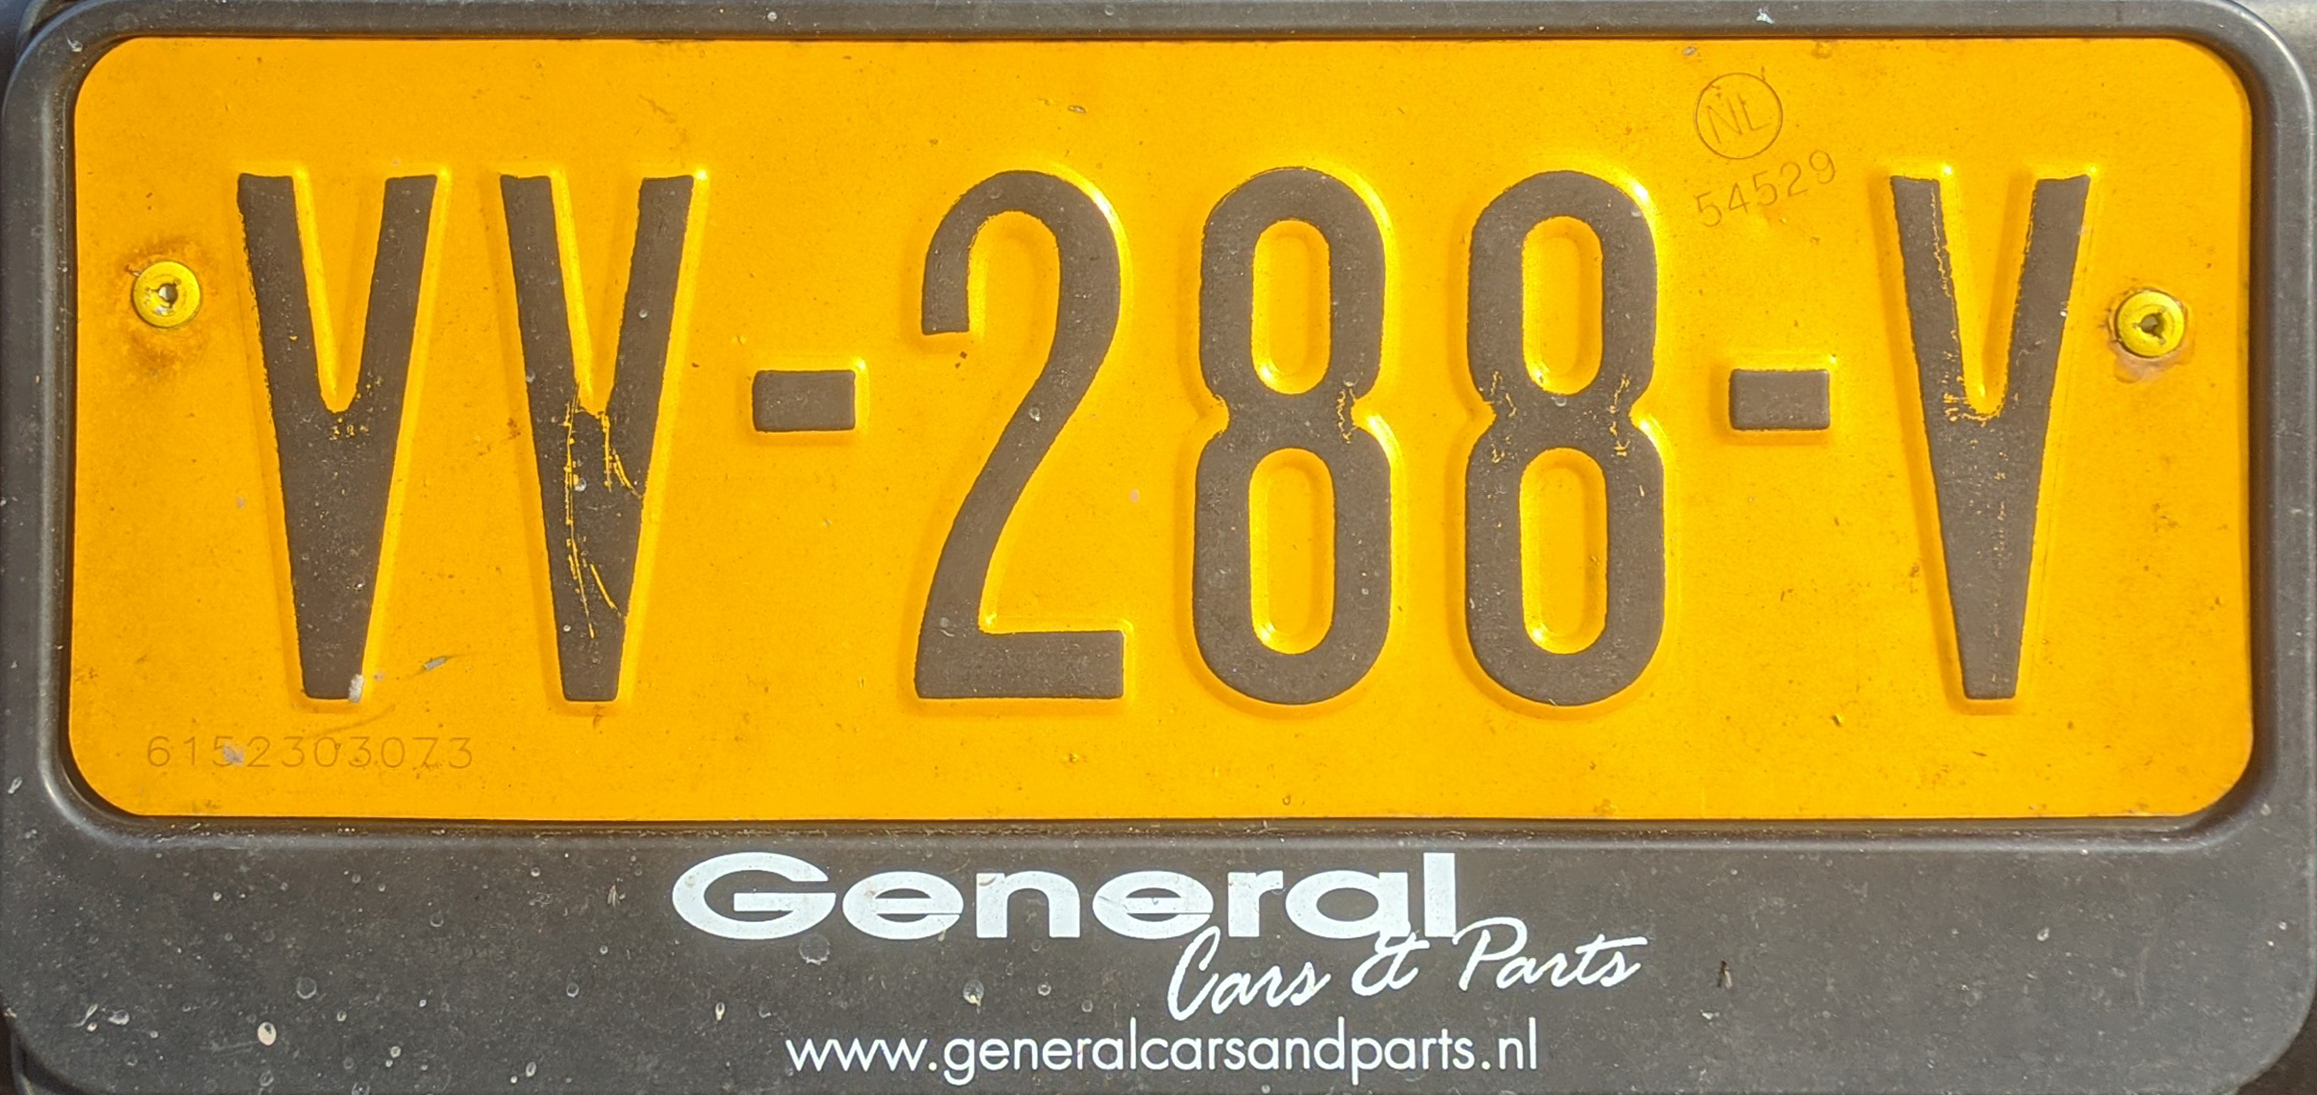 NL
54529
VV-288-V
6152303073
General
Cars & Parts
www.generalcarsandparts.nl